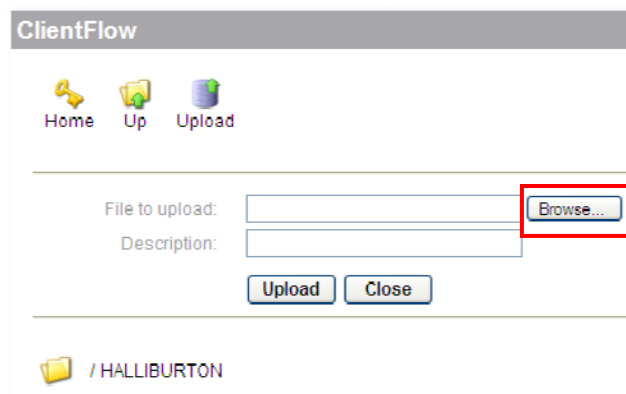 ClientFlow
Home Up Upload
File to upload: Browse...
Description:
Upload Close
/ HALLIBURTON